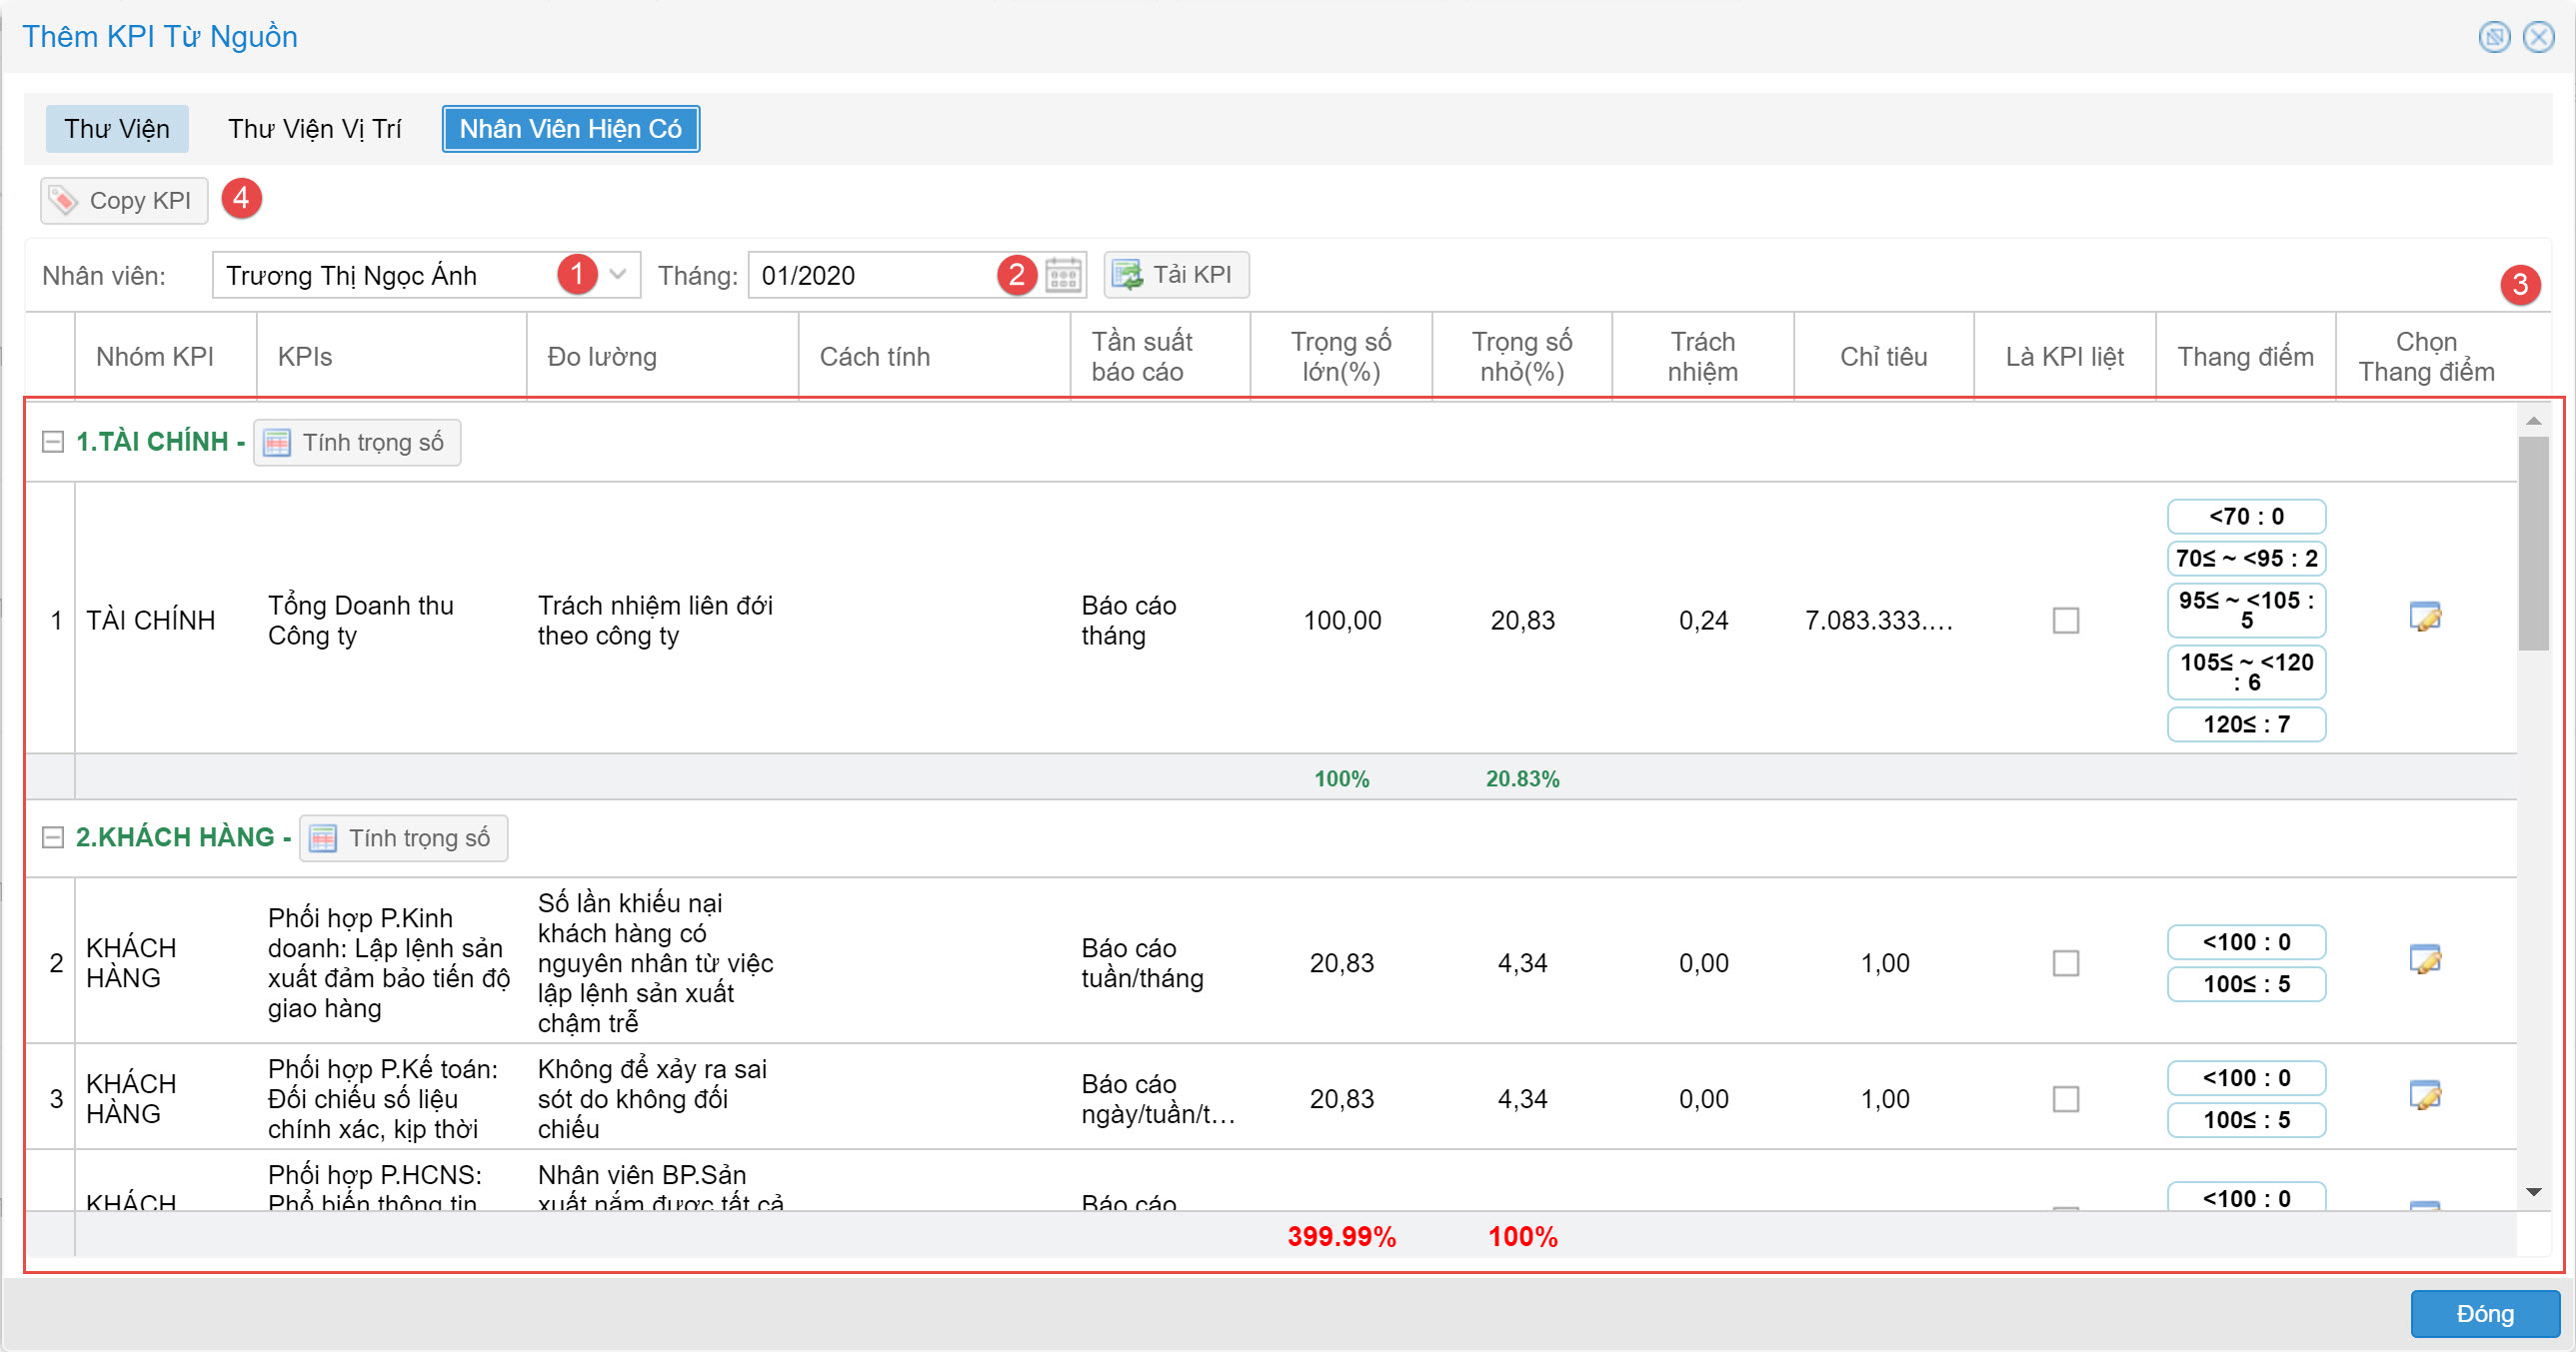 Thêm KPI Từ Nguồn
Thư Viện Thư Viện Vị Trí Nhân Viên Hiện Có
Copy KPI 4
Nhân viên: Trương Thị Ngọc Ánh 1 Tháng: 01/2020 2 Tải KPI 3
Nhóm KPI KPIs Đo lường Cách tính Tần suất báo cáo Trọng số lớn(%) Trọng số nhỏ(%) Trách nhiệm Chỉ tiêu Là KPI liệt Thang điểm Chọn Thang điểm
1.TÀI CHÍNH - Tính trọng số
1 TÀI CHÍNH
Tổng Doanh thu
Công ty
Trách nhiệm liên đới
theo công ty
Báo cáo
tháng
100,00 20,83 0,24 7.083.333....
<70 : 0
70≤ ~ <95 : 2
95≤ ~ <105 :
5
105≤ ~ <120
: 6
120≤ : 7
100% 20.83%
2.KHÁCH HÀNG - Tính trọng số
2
KHÁCH
HÀNG
Phối hợp P.Kinh
doanh: Lập lệnh sản
xuất đảm bảo tiến độ
giao hàng
Số lần khiếu nại
khách hàng có
nguyên nhân từ việc
lập lệnh sản xuất
chậm trễ
Báo cáo
tuần/tháng
20,83 4,34 0,00 1,00
<100 : 0
100≤ : 5
3
KHÁCH
HÀNG
Phối hợp P.Kế toán:
Đối chiếu số liệu
chính xác, kịp thời
Không để xảy ra sai
sót do không đối
chiếu
Báo cáo
ngày/tuần/t...
20,83 4,34 0,00 1,00
<100 : 0
100≤ : 5
KHÁCH
Phối hợp P.HCNS:
Phổ biến thông tin
Nhân viên BP.Sản
xuất nắm được tất cả
Báo cáo
<100 : 0
399.99% 100%
Đóng